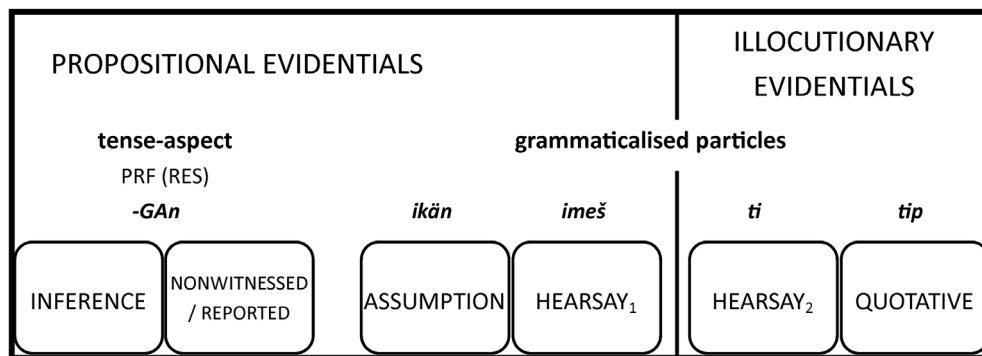 PROPOSITIONAL EVIDENTIALS
ILLOCUTIONARY
EVIDENTIALS
tense-aspect
grammaticalised particles
PRF (RES)
-GAn
ikän
imeš
ti
tip
INFERENCE
NONWITNESSED
/ REPORTED
ASSUMPTION
HEARSAY₁
HEARSAY₂
QUOTATIVE